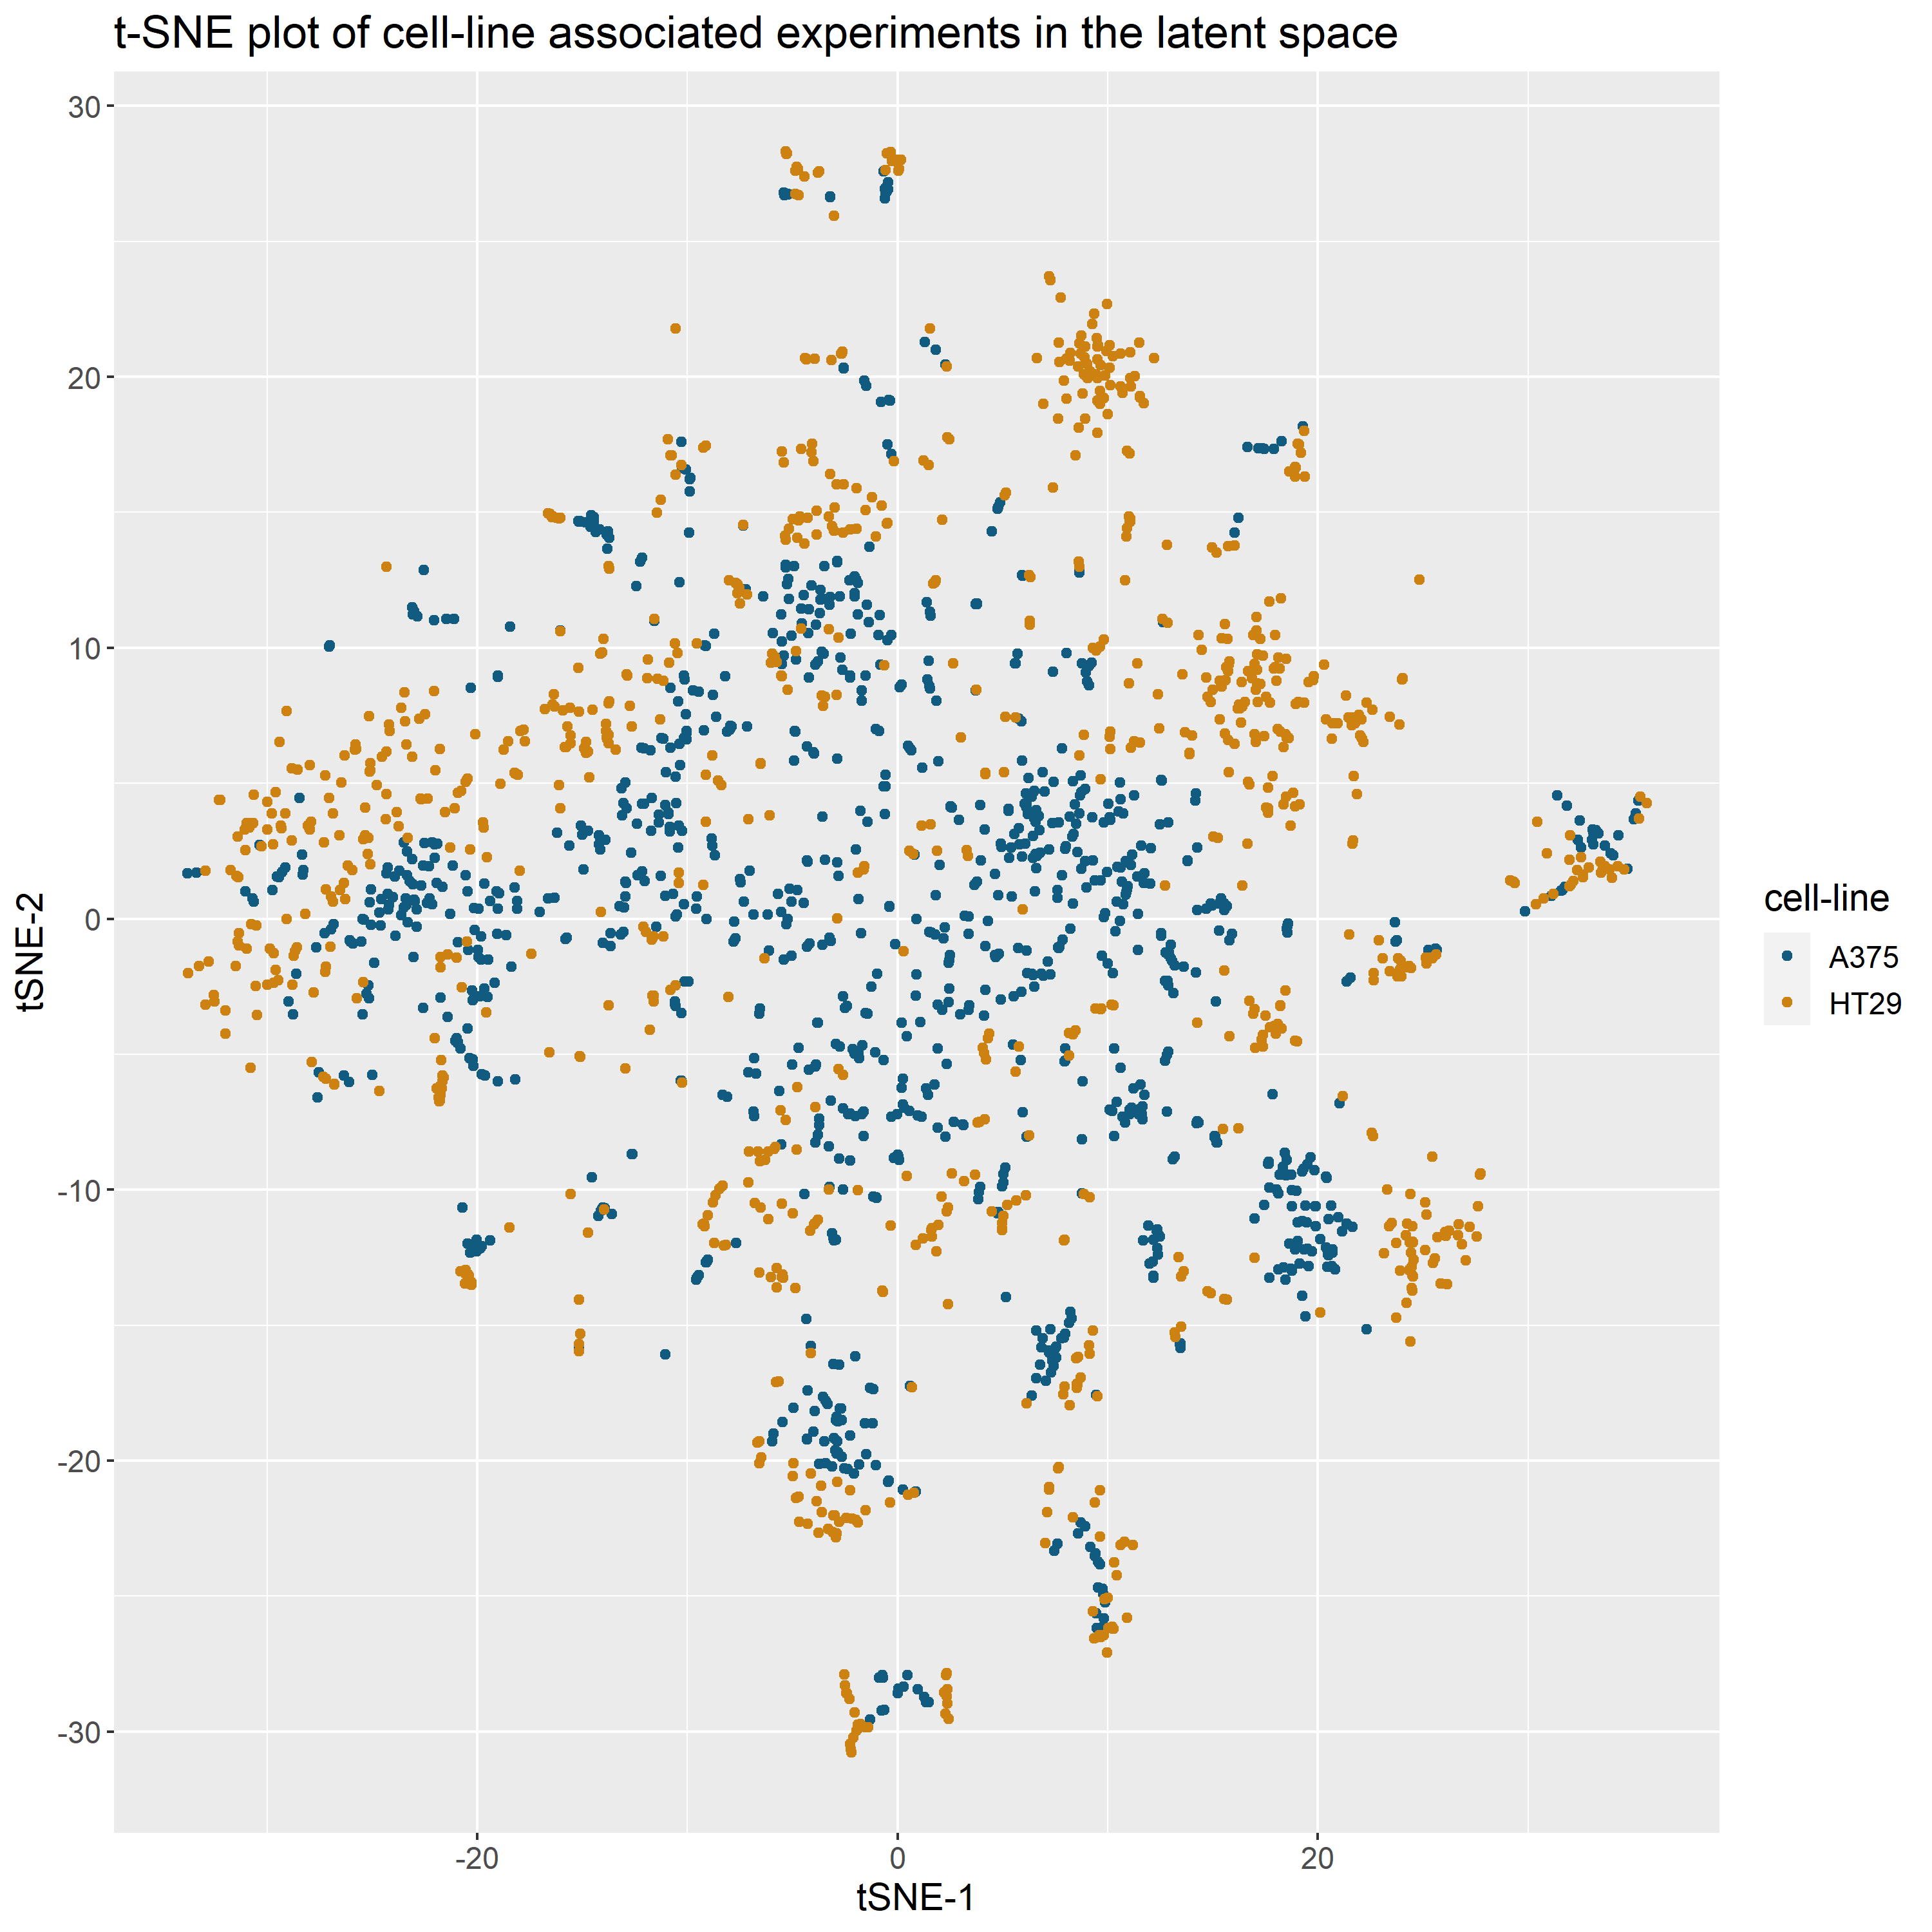 t-SNE plot of cell-line associated experiments in the latent space
30
20
10
0
-10
-20
-30
tSNE-2
-20
0
20
tSNE-1
cell-line
A375
HT29